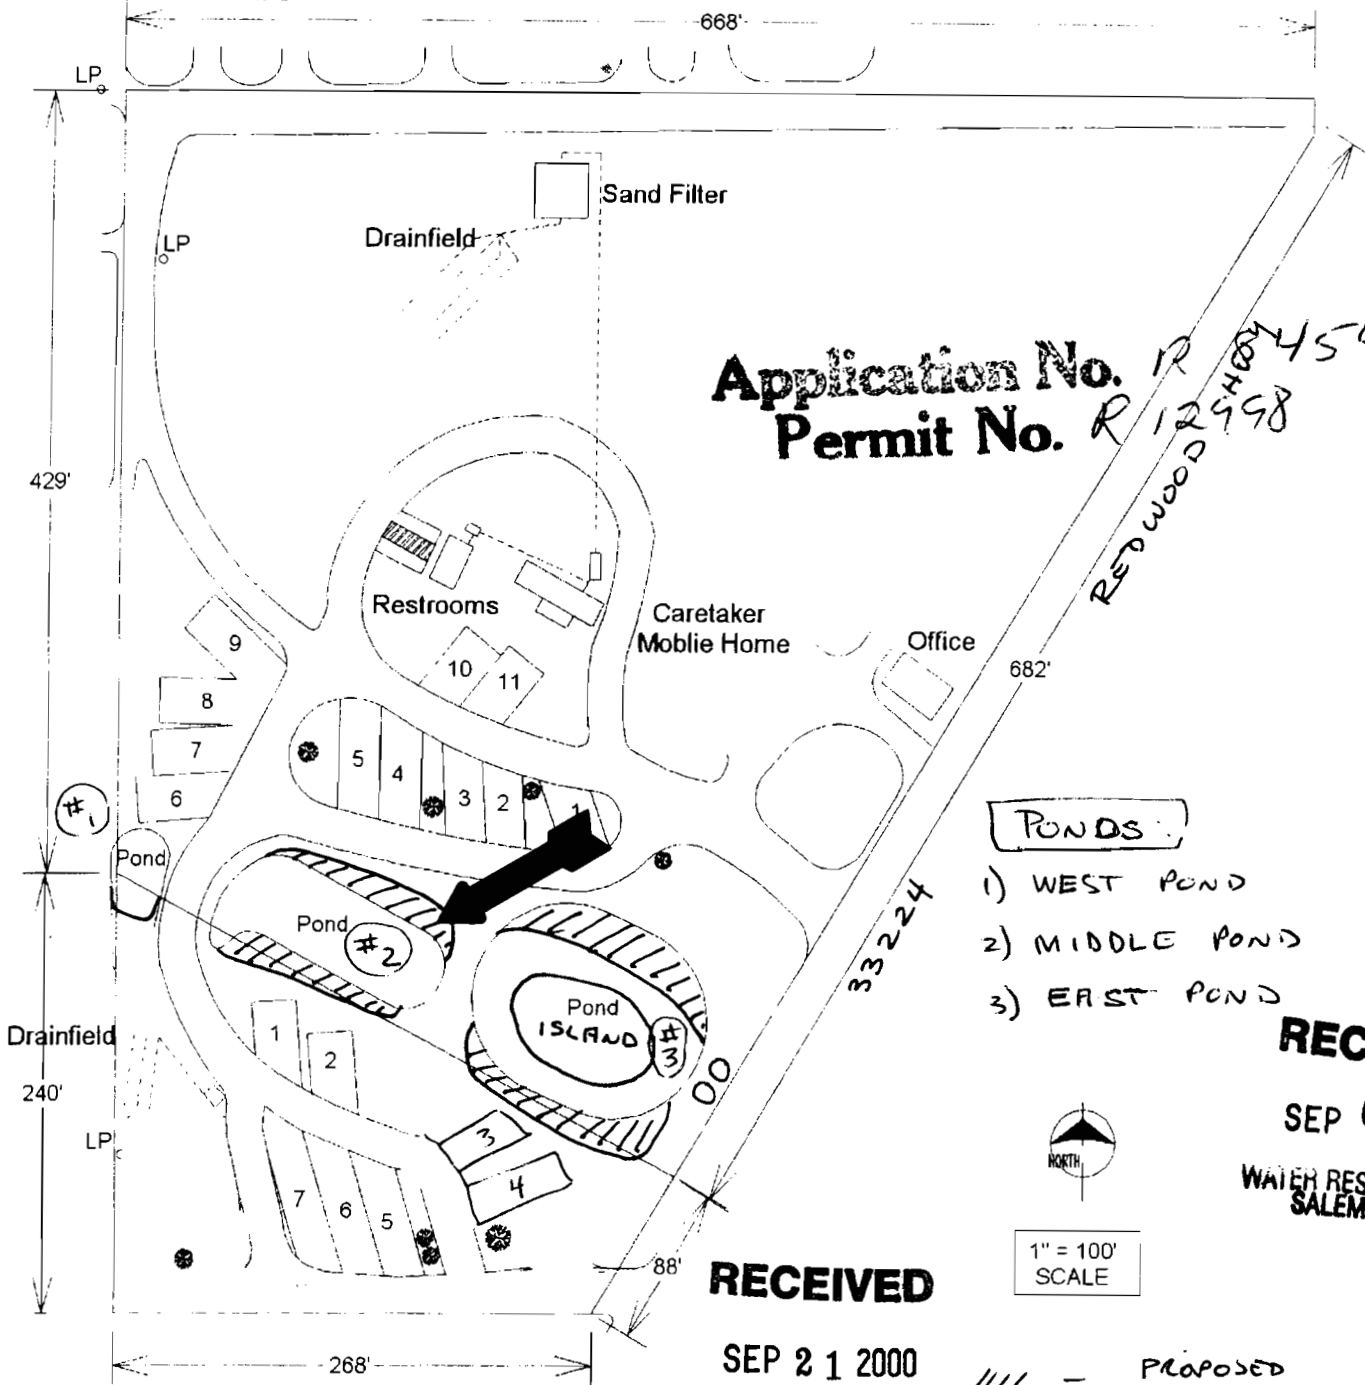 668'
LP
Sand Filter
Drainfield
LP
Application No. R
Permit No. R 12998
REDWOOD HWY
429'
Restrooms
Caretaker
Moblie Home
Office
682'
9
8
7
6
10
11
5
4
3
2
1
#1
Pond
Pond
#2
Pond
ISLAND
#3
33224
00
PONDS:
1) WEST POND
2) MIDDLE POND
3) EAST POND
Drainfield
240'
LP
1
2
3
4
7
6
5
REC
SEP
NORTH
WATER RES
SALEM
1" = 100'
SCALE
88'
268'
RECEIVED
SEP 21 2000
//// - PROPOSED